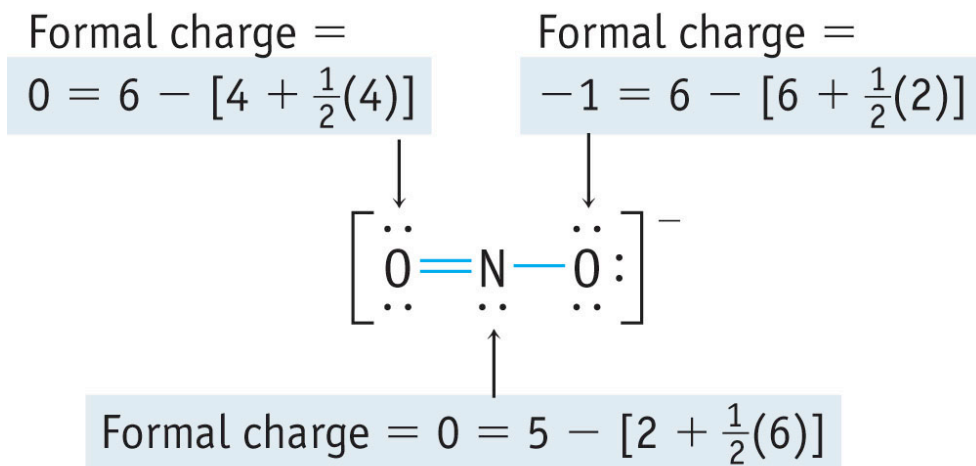 Formal charge =
0 = 6 − [4 + ½(4)]
Formal charge =
−1 = 6 − [6 + ½(2)]
[:Ö=N̤—Ö:]⁻
Formal charge = 0 = 5 − [2 + ½(6)]